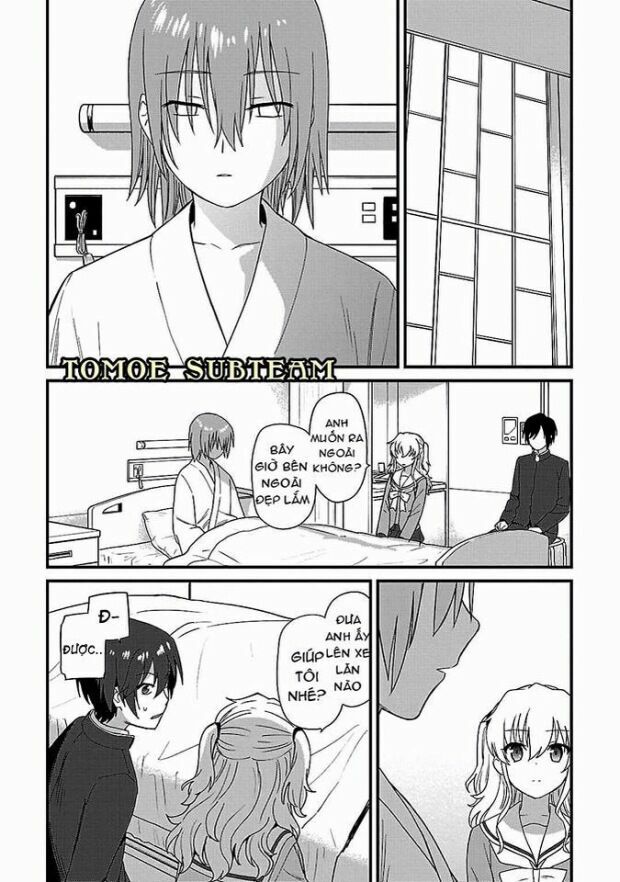 TOMOE SUBTEAM
ANH
MUỐN RA
NGOÀI
KHÔNG?
BÂY
GIỜ BÊN
NGOÀI
ĐẸP LẮM
ĐƯA
ANH ẤY
LÊN XE
LĂN NÀO
GIÚP
TÔI
NHÉ?
Đ-
ĐƯỢC..